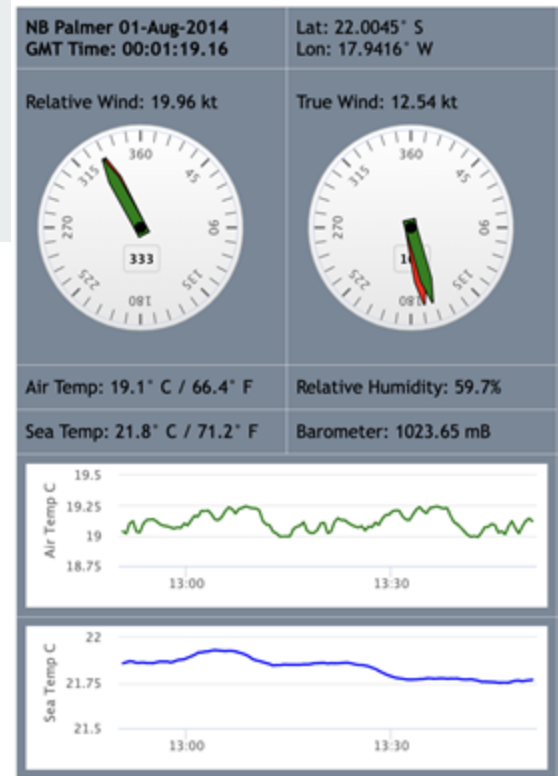 NB Palmer 01-Aug-2014
GMT Time: 00:01:19.16
Lat: 22.0045° S
Lon: 17.9416° W
Relative Wind: 19.96 kt
True Wind: 12.54 kt
360
45
90
135
180
225
270
315
333
360
45
90
135
180
225
270
315
Air Temp: 19.1° C / 66.4° F
Relative Humidity: 59.7%
Sea Temp: 21.8° C / 71.2° F
Barometer: 1023.65 mB
Air Temp C
19.5
19.25
19
18.75
13:00
13:30
Sea Temp C
22
21.75
21.5
13:00
13:30